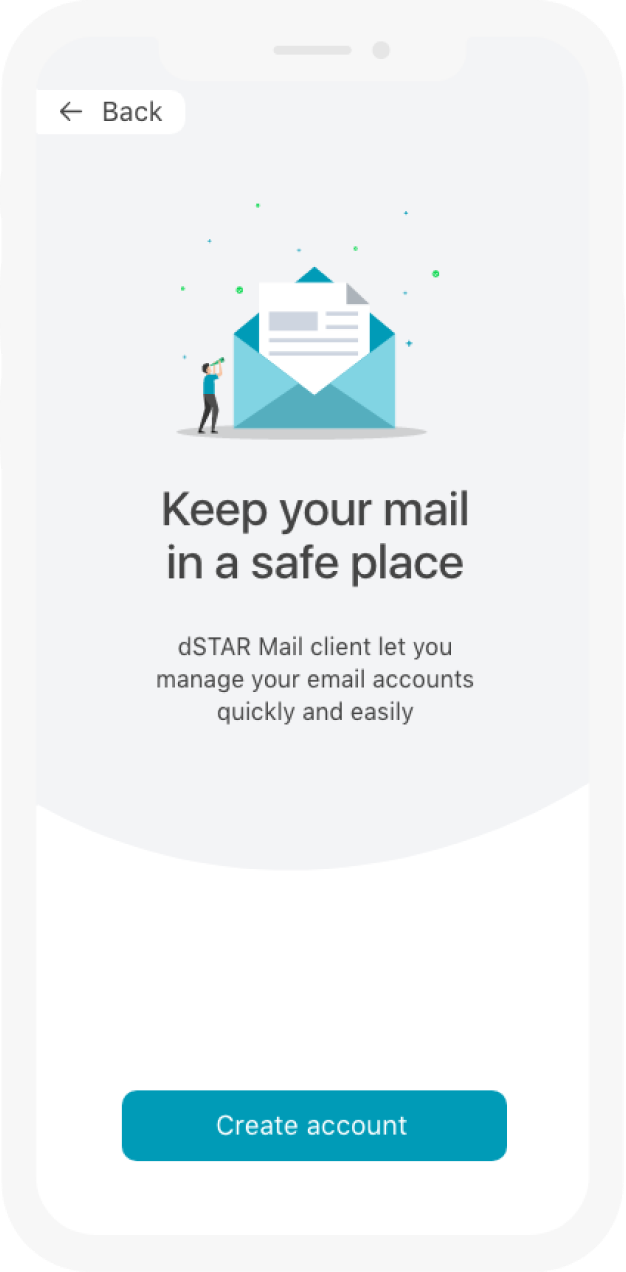 Back
Keep your mail
in a safe place
dSTAR Mail client let you
manage your email accounts
quickly and easily
Create account